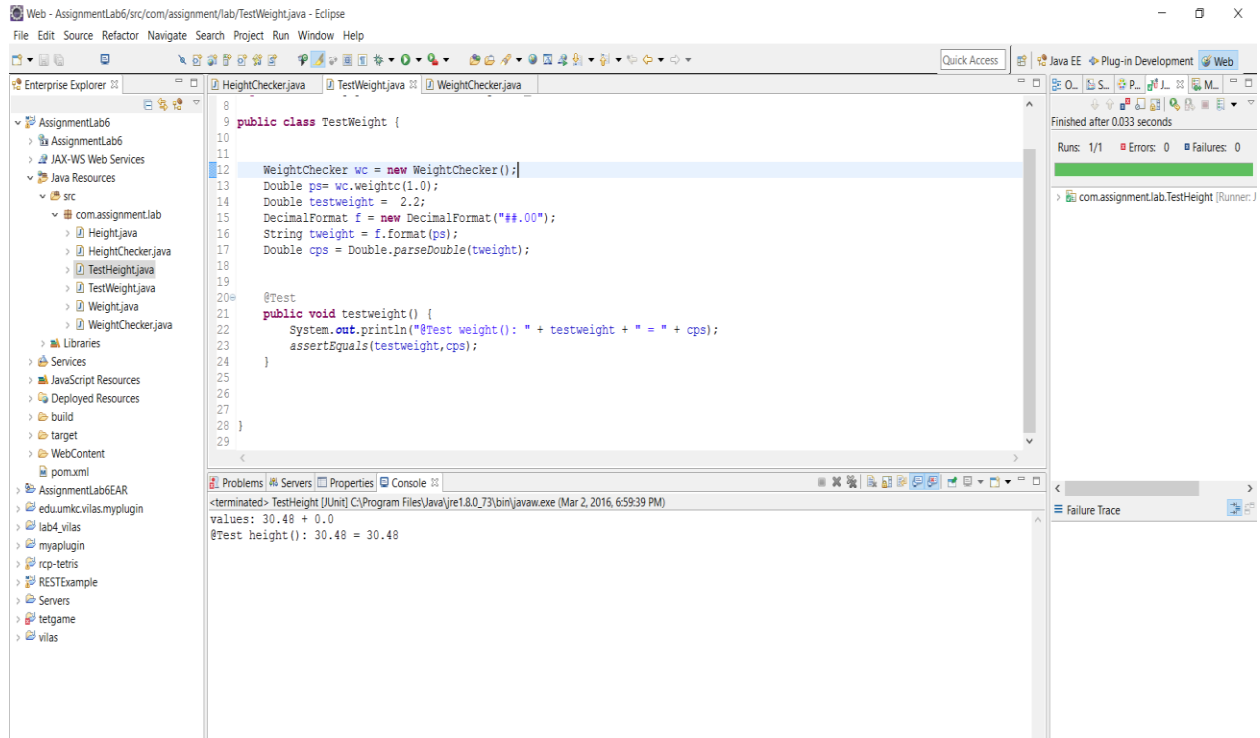 Web - AssignmentLab6/src/com/assignment/lab/TestWeight.java - Eclipse
File Edit Source Refactor Navigate Search Project Run Window Help
Quick Access
Java EE Plug-in Development Web
Enterprise Explorer
AssignmentLab6
AssignmentLab6
JAX-WS Web Services
Java Resources
src
com.assignment.lab
Height.java
HeightChecker.java
TestHeight.java
TestWeight.java
Weight.java
WeightChecker.java
Libraries
Services
JavaScript Resources
Deployed Resources
build
target
WebContent
pom.xml
AssignmentLab6EAR
edu.umkc.vilas.myplugin
lab4_vilas
myaplugin
rcp-tetris
RESTExample
Servers
tetgame
vilas
HeightChecker.java TestWeight.java WeightChecker.java
8
9 public class TestWeight {
10
11
12 WeightChecker wc = new WeightChecker();
13 Double ps= wc.weightc(1.0);
14 Double testweight = 2.2;
15 DecimalFormat f = new DecimalFormat("##.00");
16 String tweight = f.format(ps);
17 Double cps = Double.parseDouble(tweight);
18
19
20 @Test
21 public void testweight() {
22 System.out.println("@Test weight(): " + testweight + " = " + cps);
23 assertEquals(testweight,cps);
24 }
25
26
27
28 }
29
Problems Servers Properties Console
<terminated> TestHeight [JUnit] C:\Program Files\Java\jre1.8.0_73\bin\javaw.exe (Mar 2, 2016, 6:59:39 PM)
values: 30.48 + 0.0
@Test height(): 30.48 = 30.48
O... S... P... J... M...
Finished after 0.033 seconds
Runs: 1/1 Errors: 0 Failures: 0
com.assignment.lab.TestHeight [Runner: J
Failure Trace